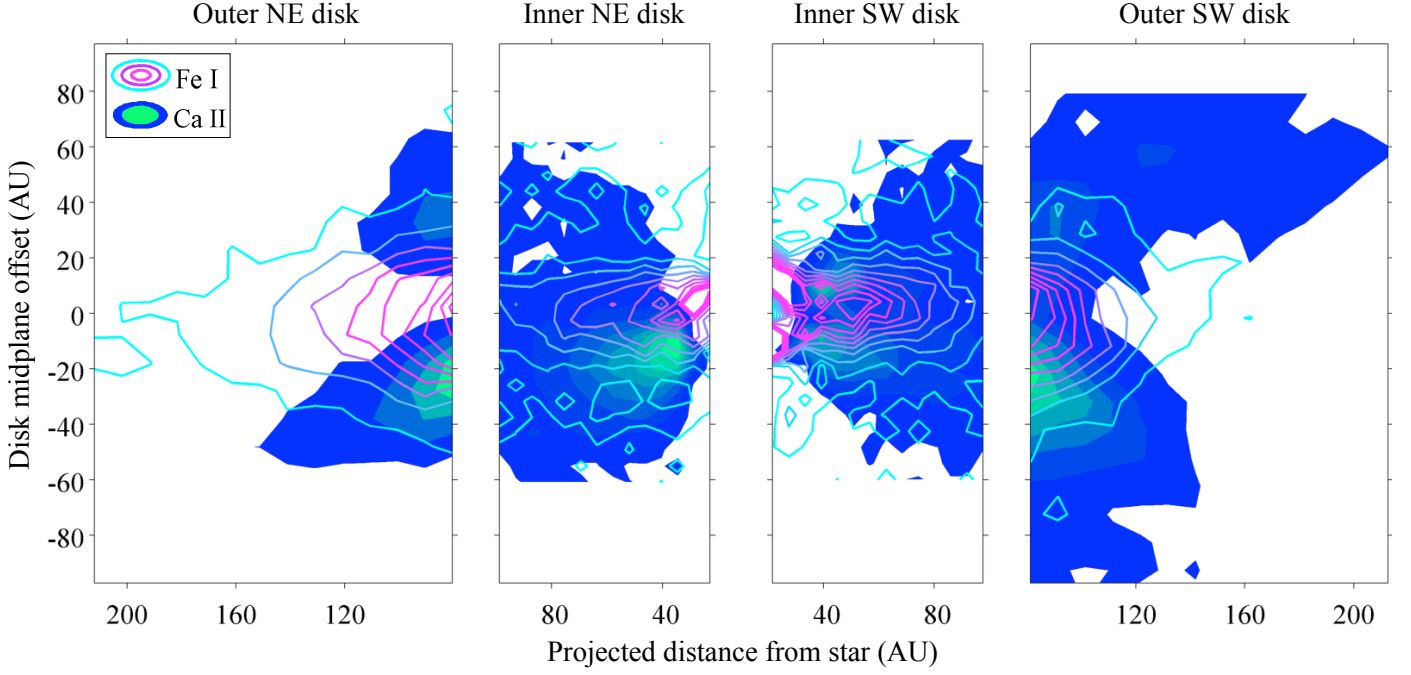 Outer NE disk
Inner NE disk
Inner SW disk
Outer SW disk
Fe I
Ca II
Disk midplane offset (AU)
80
60
40
20
0
-20
-40
-60
-80
200 160 120
80 40
40 80
120 160 200
Projected distance from star (AU)